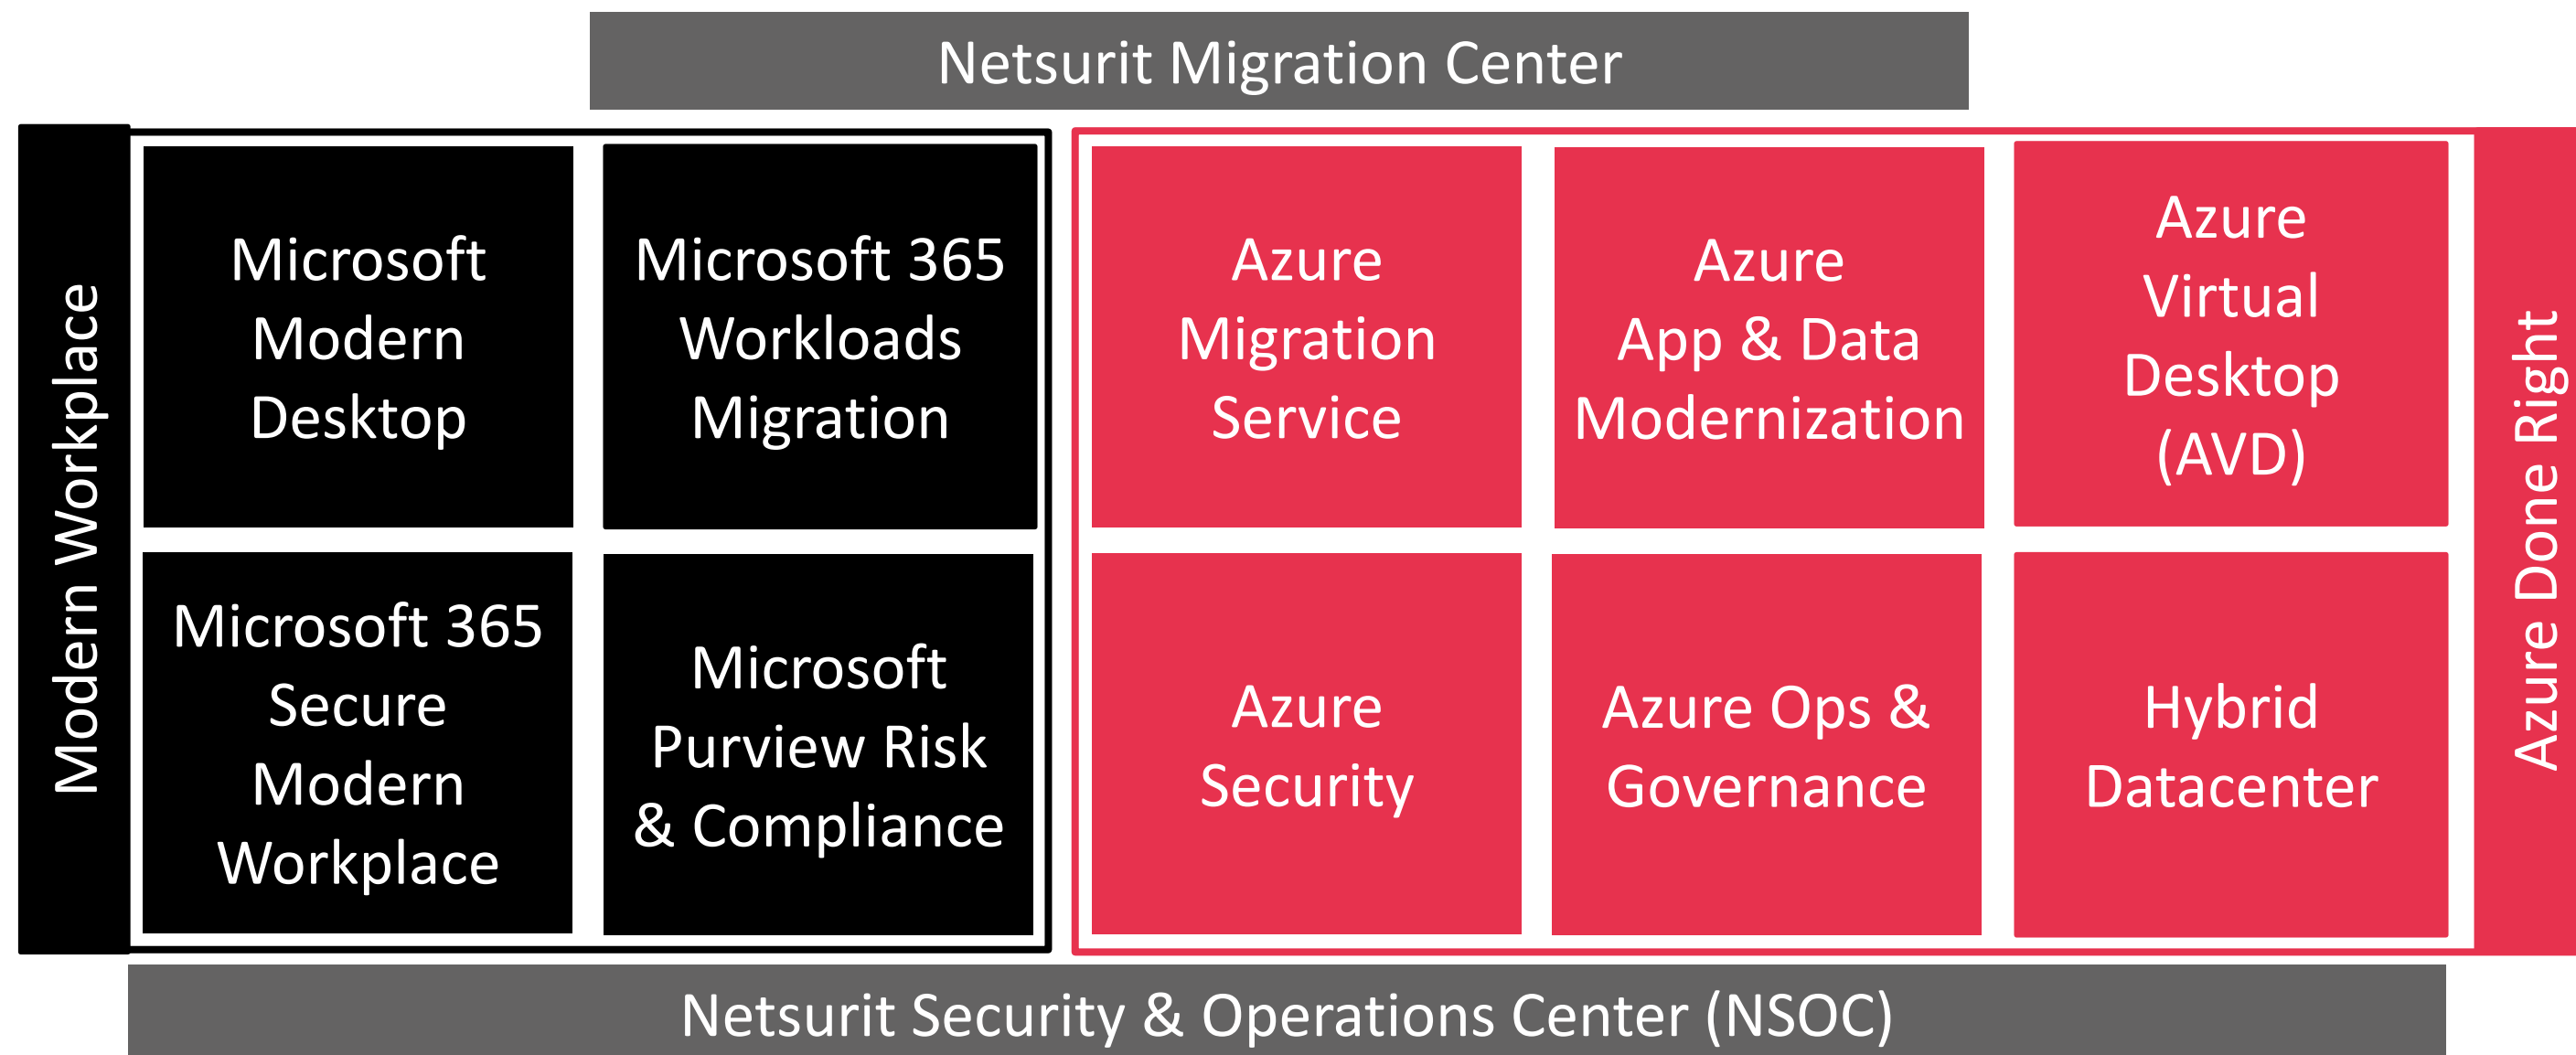 Netsurit Migration Center
Modern Workplace
Microsoft
Modern
Desktop
Microsoft 365
Workloads
Migration
Microsoft 365
Secure
Modern
Workplace
Microsoft
Purview Risk
& Compliance
Azure
Migration
Service
Azure
App & Data
Modernization
Azure
Virtual
Desktop
(AVD)
Azure
Security
Azure Ops &
Governance
Hybrid
Datacenter
Azure Done Right
Netsurit Security & Operations Center (NSOC)